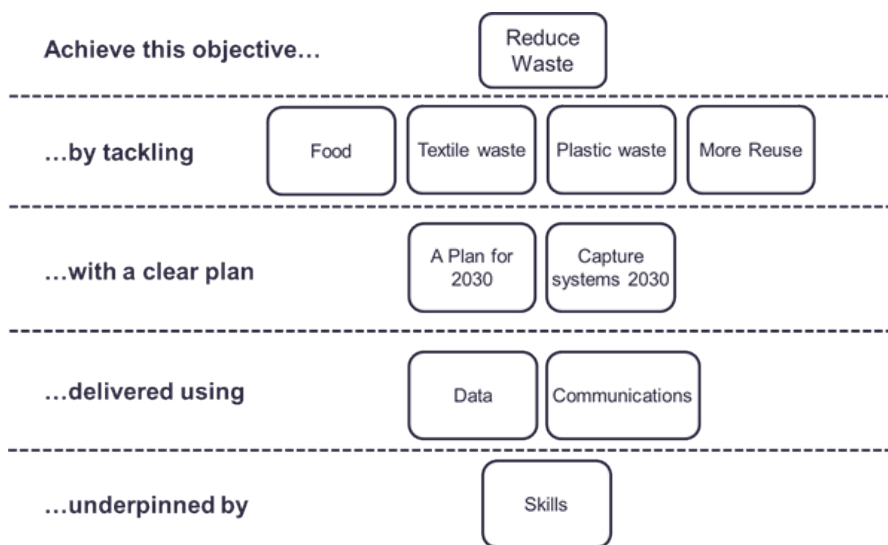 Achieve this objective…
Reduce
Waste
…by tackling
Food
Textile waste
Plastic waste
More Reuse
…with a clear plan
A Plan for
2030
Capture
systems 2030
…delivered using
Data
Communications
…underpinned by
Skills